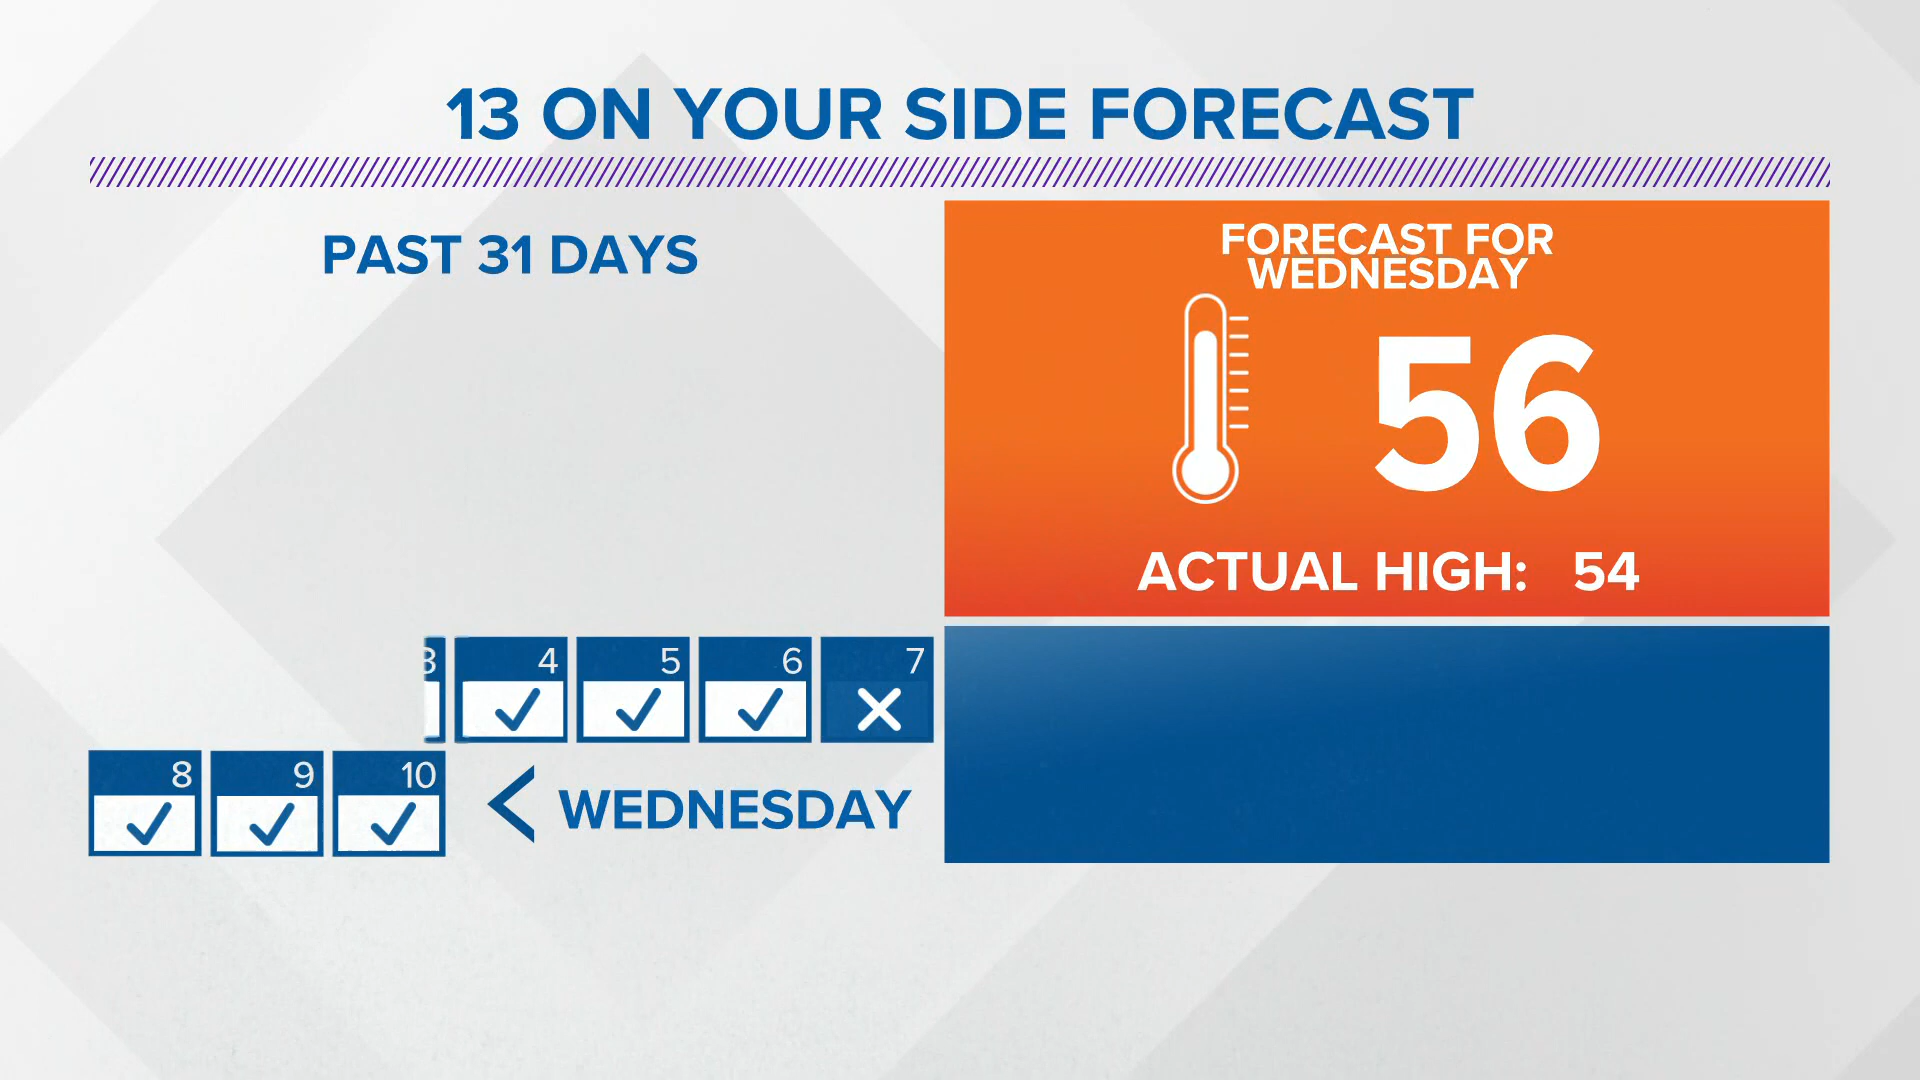 13 ON YOUR SIDE FORECAST
PAST 31 DAYS
FORECAST FOR
WEDNESDAY
56
ACTUAL HIGH: 54
3 4 5 6 7
8 9 10
< WEDNESDAY